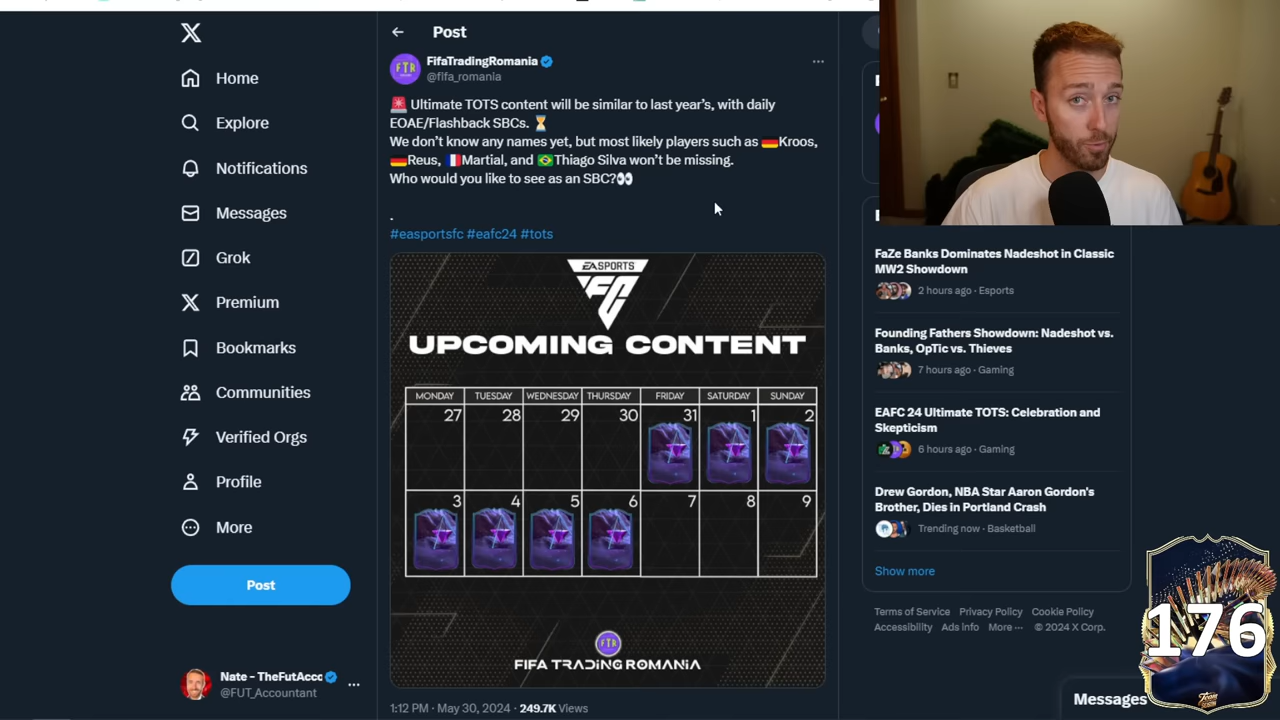 Home
Explore
Notifications
Messages
Grok
Premium
Bookmarks
Communities
Verified Orgs
Profile
More
Post
Nate - TheFutAcc
@FUT_Accountant
Post
FifaTradingRomania
@fifa_romania
🚨 Ultimate TOTS content will be similar to last year's, with daily
EOAE/Flashback SBCs. ⏳
We don't know any names yet, but most likely players such as 🇩🇪Kroos,
🇩🇪Reus, 🇫🇷Martial, and 🇧🇷Thiago Silva won't be missing.
Who would you like to see as an SBC?👀
.
#easportsfc #eafc24 #tots
EA SPORTS
FC
UPCOMING CONTENT
MONDAY TUESDAY WEDNESDAY THURSDAY FRIDAY SATURDAY SUNDAY
27 28 29 30 31 1 2
3 4 5 6 7 8 9
FTR
FIFA TRADING ROMANIA
1:12 PM · May 30, 2024 · 249.7K Views
FaZe Banks Dominates Nadeshot in Classic
MW2 Showdown
2 hours ago · Esports
Founding Fathers Showdown: Nadeshot vs.
Banks, OpTic vs. Thieves
7 hours ago · Gaming
EAFC 24 Ultimate TOTS: Celebration and
Skepticism
6 hours ago · Gaming
Drew Gordon, NBA Star Aaron Gordon's
Brother, Dies in Portland Crash
Trending now · Basketball
Show more
Terms of Service Privacy Policy Cookie Policy
Accessibility Ads info More ··· © 2024 X Corp.
Messages
176